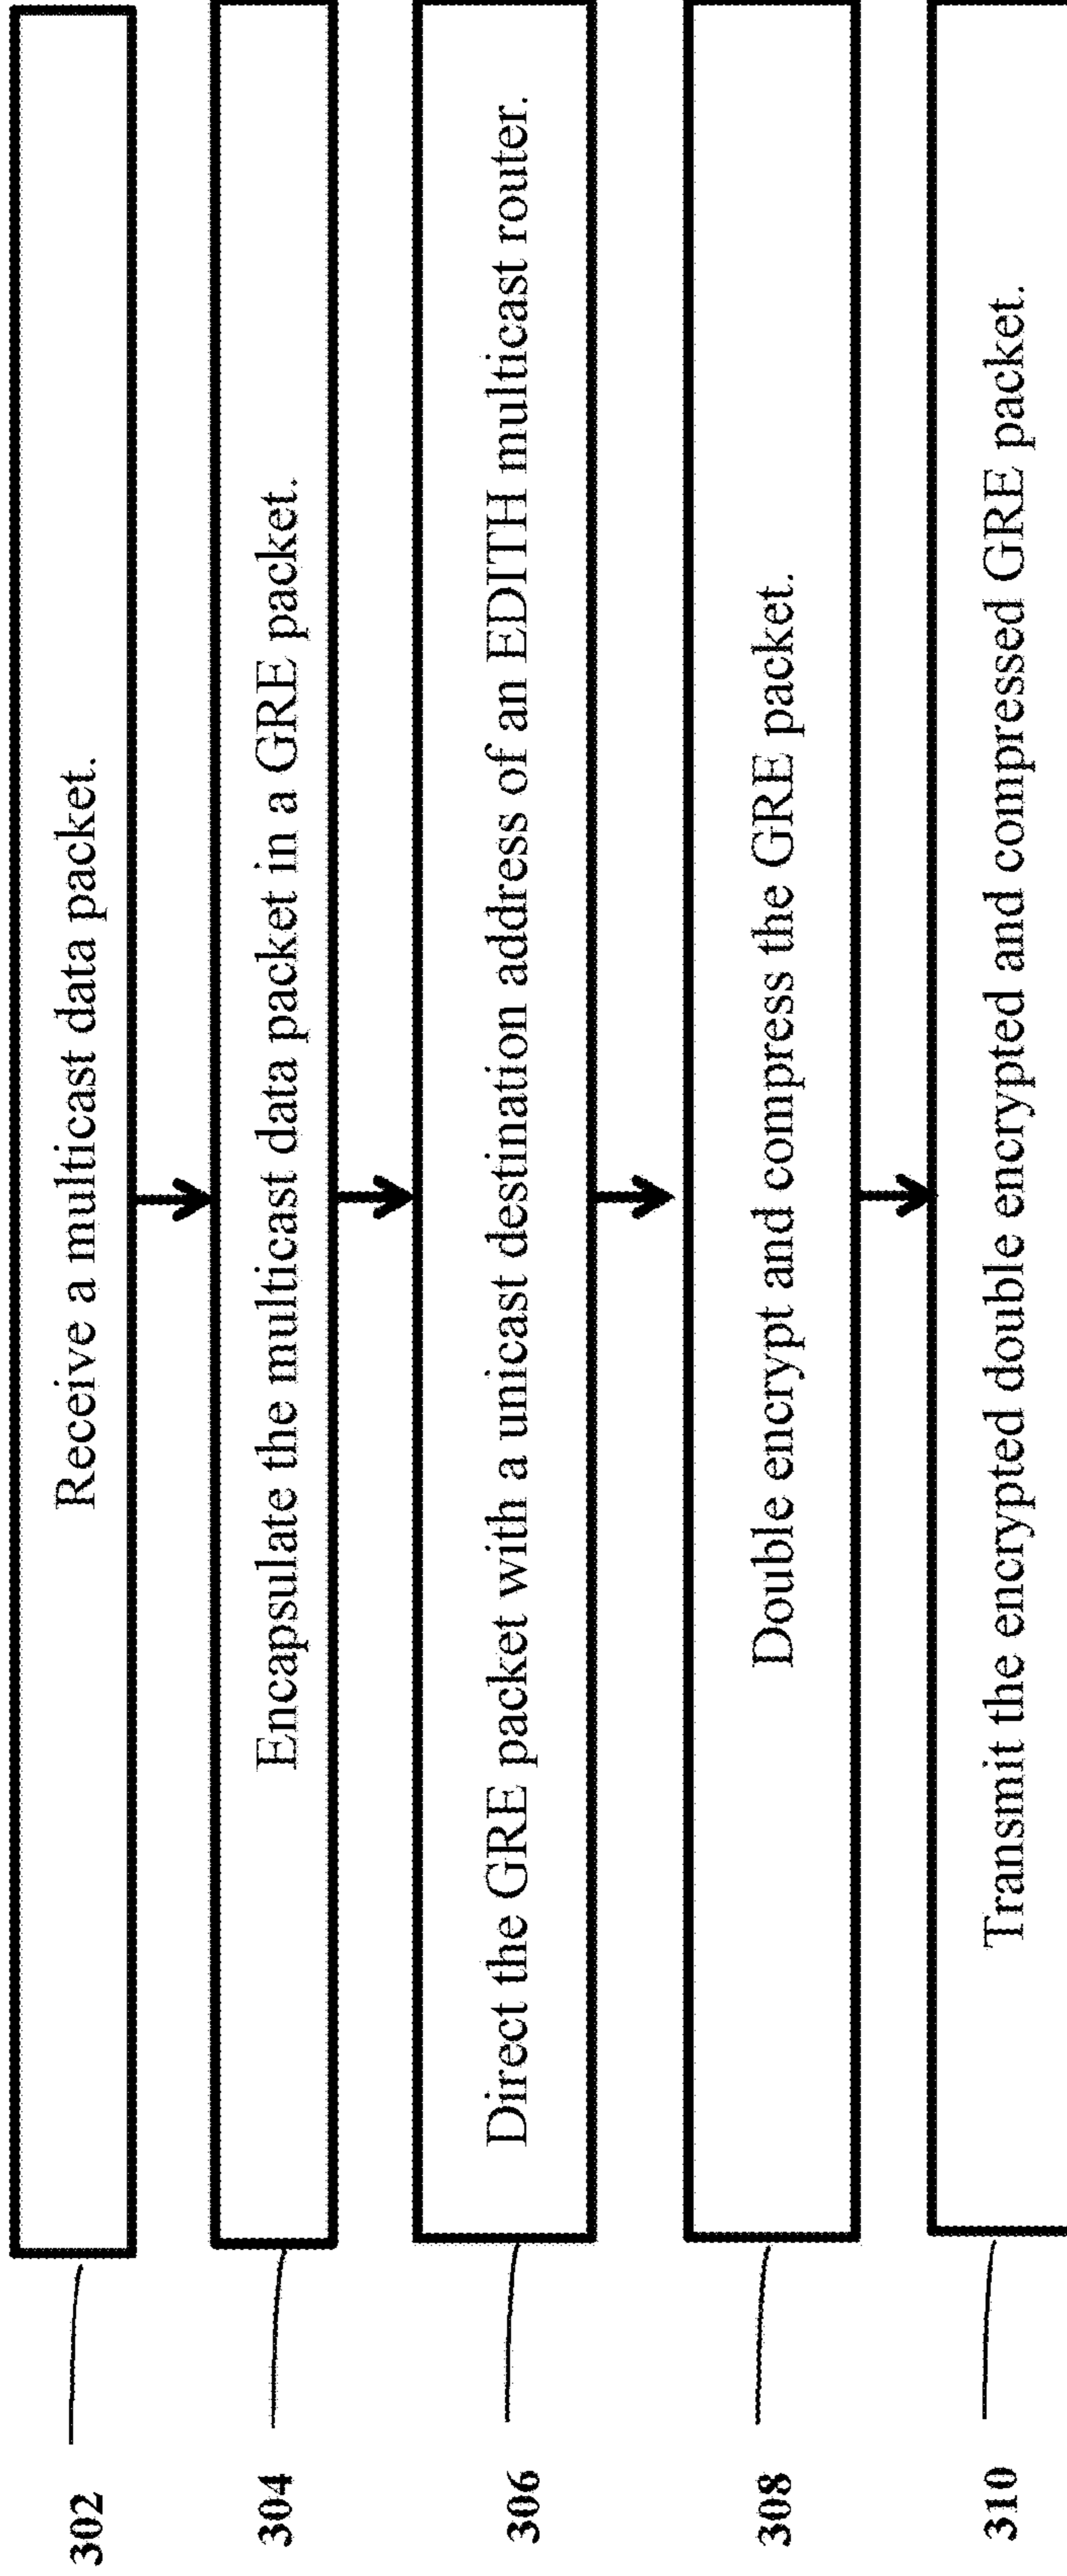 302 Receive a multicast data packet.
304 Encapsulate the multicast data packet in a GRE packet.
306 Direct the GRE packet with a unicast destination address of an EDITH multicast router.
308 Double encrypt and compress the GRE packet.
310 Transmit the encrypted double encrypted and compressed GRE packet.